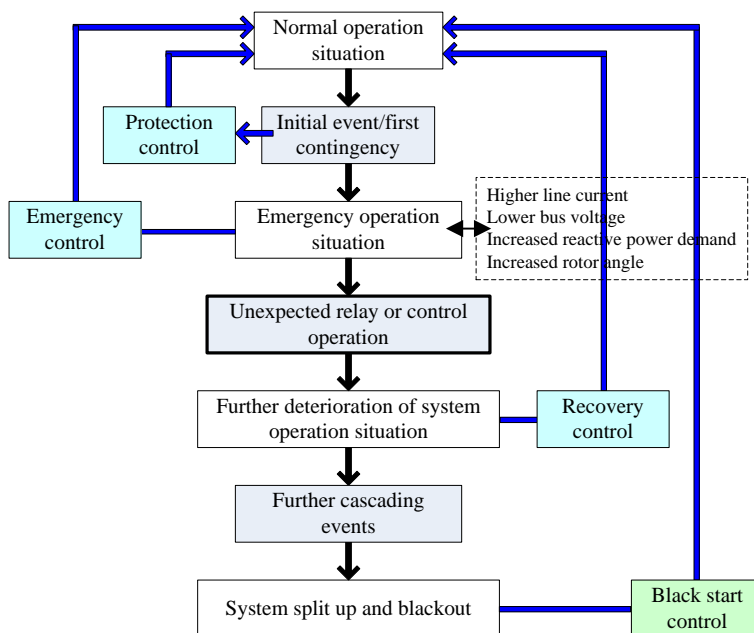 Normal operation
situation
Protection
control
Initial event/first
contingency
Emergency
control
Emergency operation
situation
Higher line current
Lower bus voltage
Increased reactive power demand
Increased rotor angle
Unexpected relay or control
operation
Further deterioration of system
operation situation
Recovery
control
Further cascading
events
System split up and blackout
Black start
control